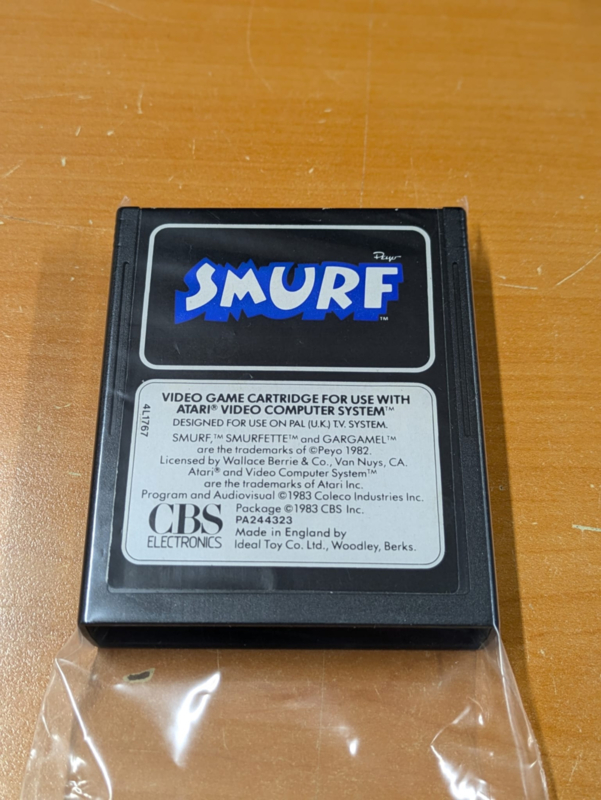 Peyo
SMURF
™
VIDEO GAME CARTRIDGE FOR USE WITH
ATARI® VIDEO COMPUTER SYSTEM™
DESIGNED FOR USE ON PAL (U.K.) T.V. SYSTEM.
SMURF,™ SMURFETTE™ and GARGAMEL™
are the trademarks of ©Peyo 1982.
Licensed by Wallace Berrie & Co., Van Nuys, CA.
Atari® and Video Computer System™
are the trademarks of Atari Inc.
Program and Audiovisual ©1983 Coleco Industries Inc.
Package ©1983 CBS Inc.
PA244323
Made in England by
Ideal Toy Co. Ltd., Woodley, Berks.
CBS
ELECTRONICS
4L1767